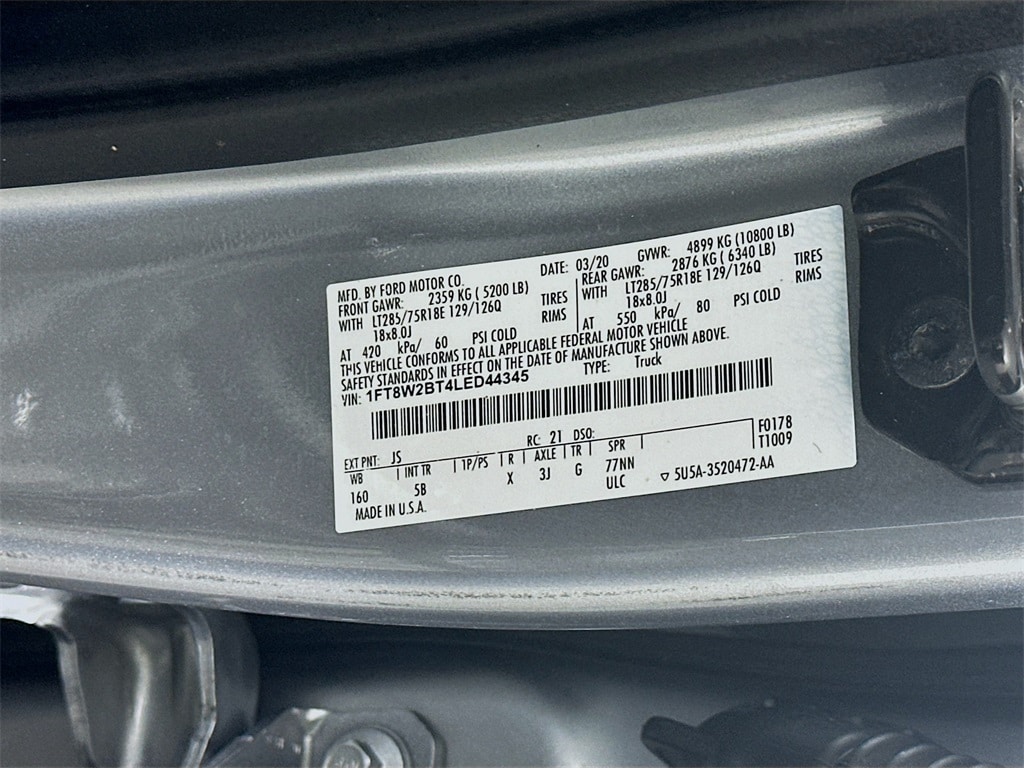 MFD. BY FORD MOTOR CO.
DATE: 03/20 GVWR: 4899 KG (10800 LB)
FRONT GAWR: 2359 KG ( 5200 LB)
WITH LT285/75R18E 129/126Q TIRES
18x8.0J RIMS
AT 420 kPa/ 60 PSI COLD
REAR GAWR: 2876 KG ( 6340 LB)
WITH LT285/75R18E 129/126Q TIRES
18x8.0J RIMS
AT 550 kPa/ 80 PSI COLD
THIS VEHICLE CONFORMS TO ALL APPLICABLE FEDERAL MOTOR VEHICLE
SAFETY STANDARDS IN EFFECT ON THE DATE OF MANUFACTURE SHOWN ABOVE.
VIN: 1FT8W2BT4LED44345 TYPE: Truck
EXT PNT: JS RC: 21 DSO: F0178
WB INT TR TP/PS R AXLE TR SPR T1009
160 5B X 3J G 77NN
ULC ▽ 5U5A-3520472-AA
MADE IN U.S.A.